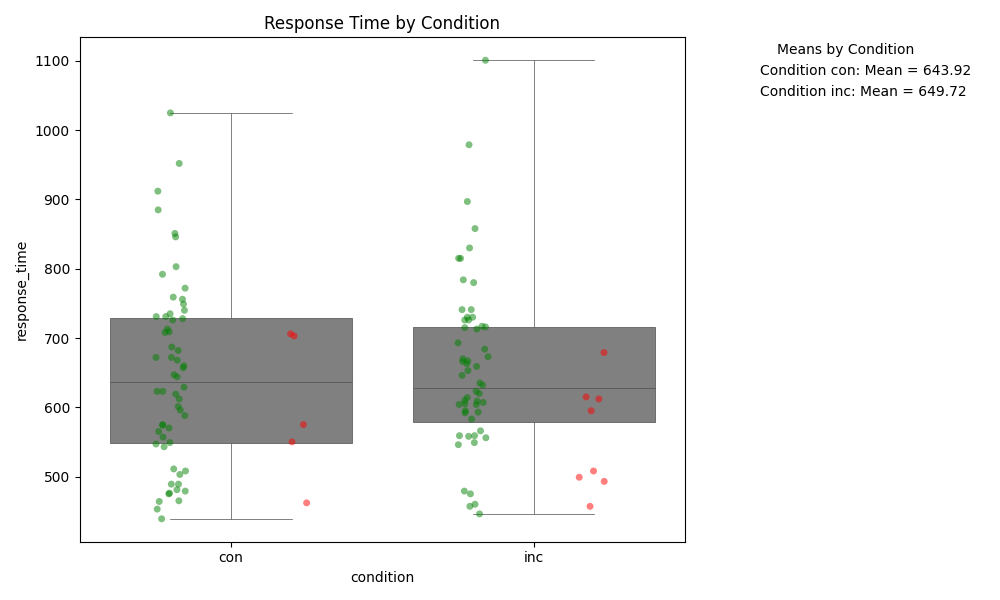 Response Time by Condition
Means by Condition
Condition con: Mean = 643.92
Condition inc: Mean = 649.72
1100
1000
900
800
700
600
500
response_time
con
inc
condition